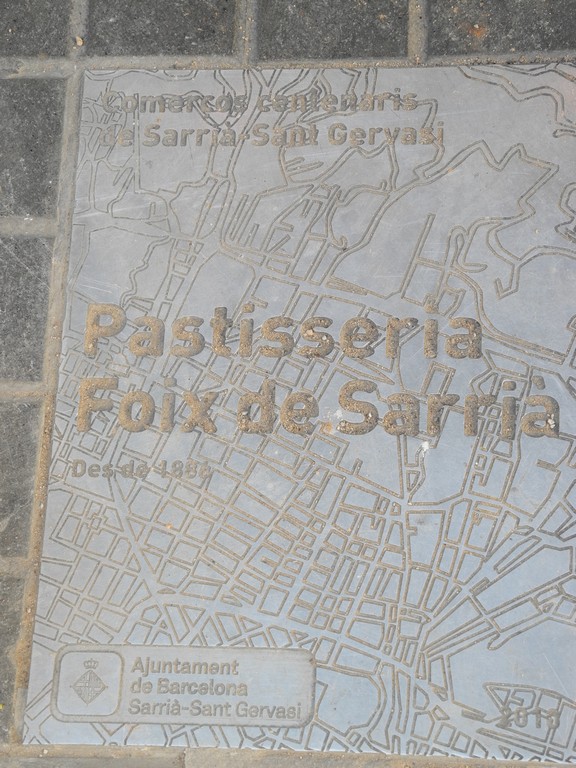 Comerços centenaris
de Sarrià-Sant Gervasi
Pastisseria
Foix de Sarrià
Des de 1886
Ajuntament
de Barcelona
Sarrià-Sant Gervasi